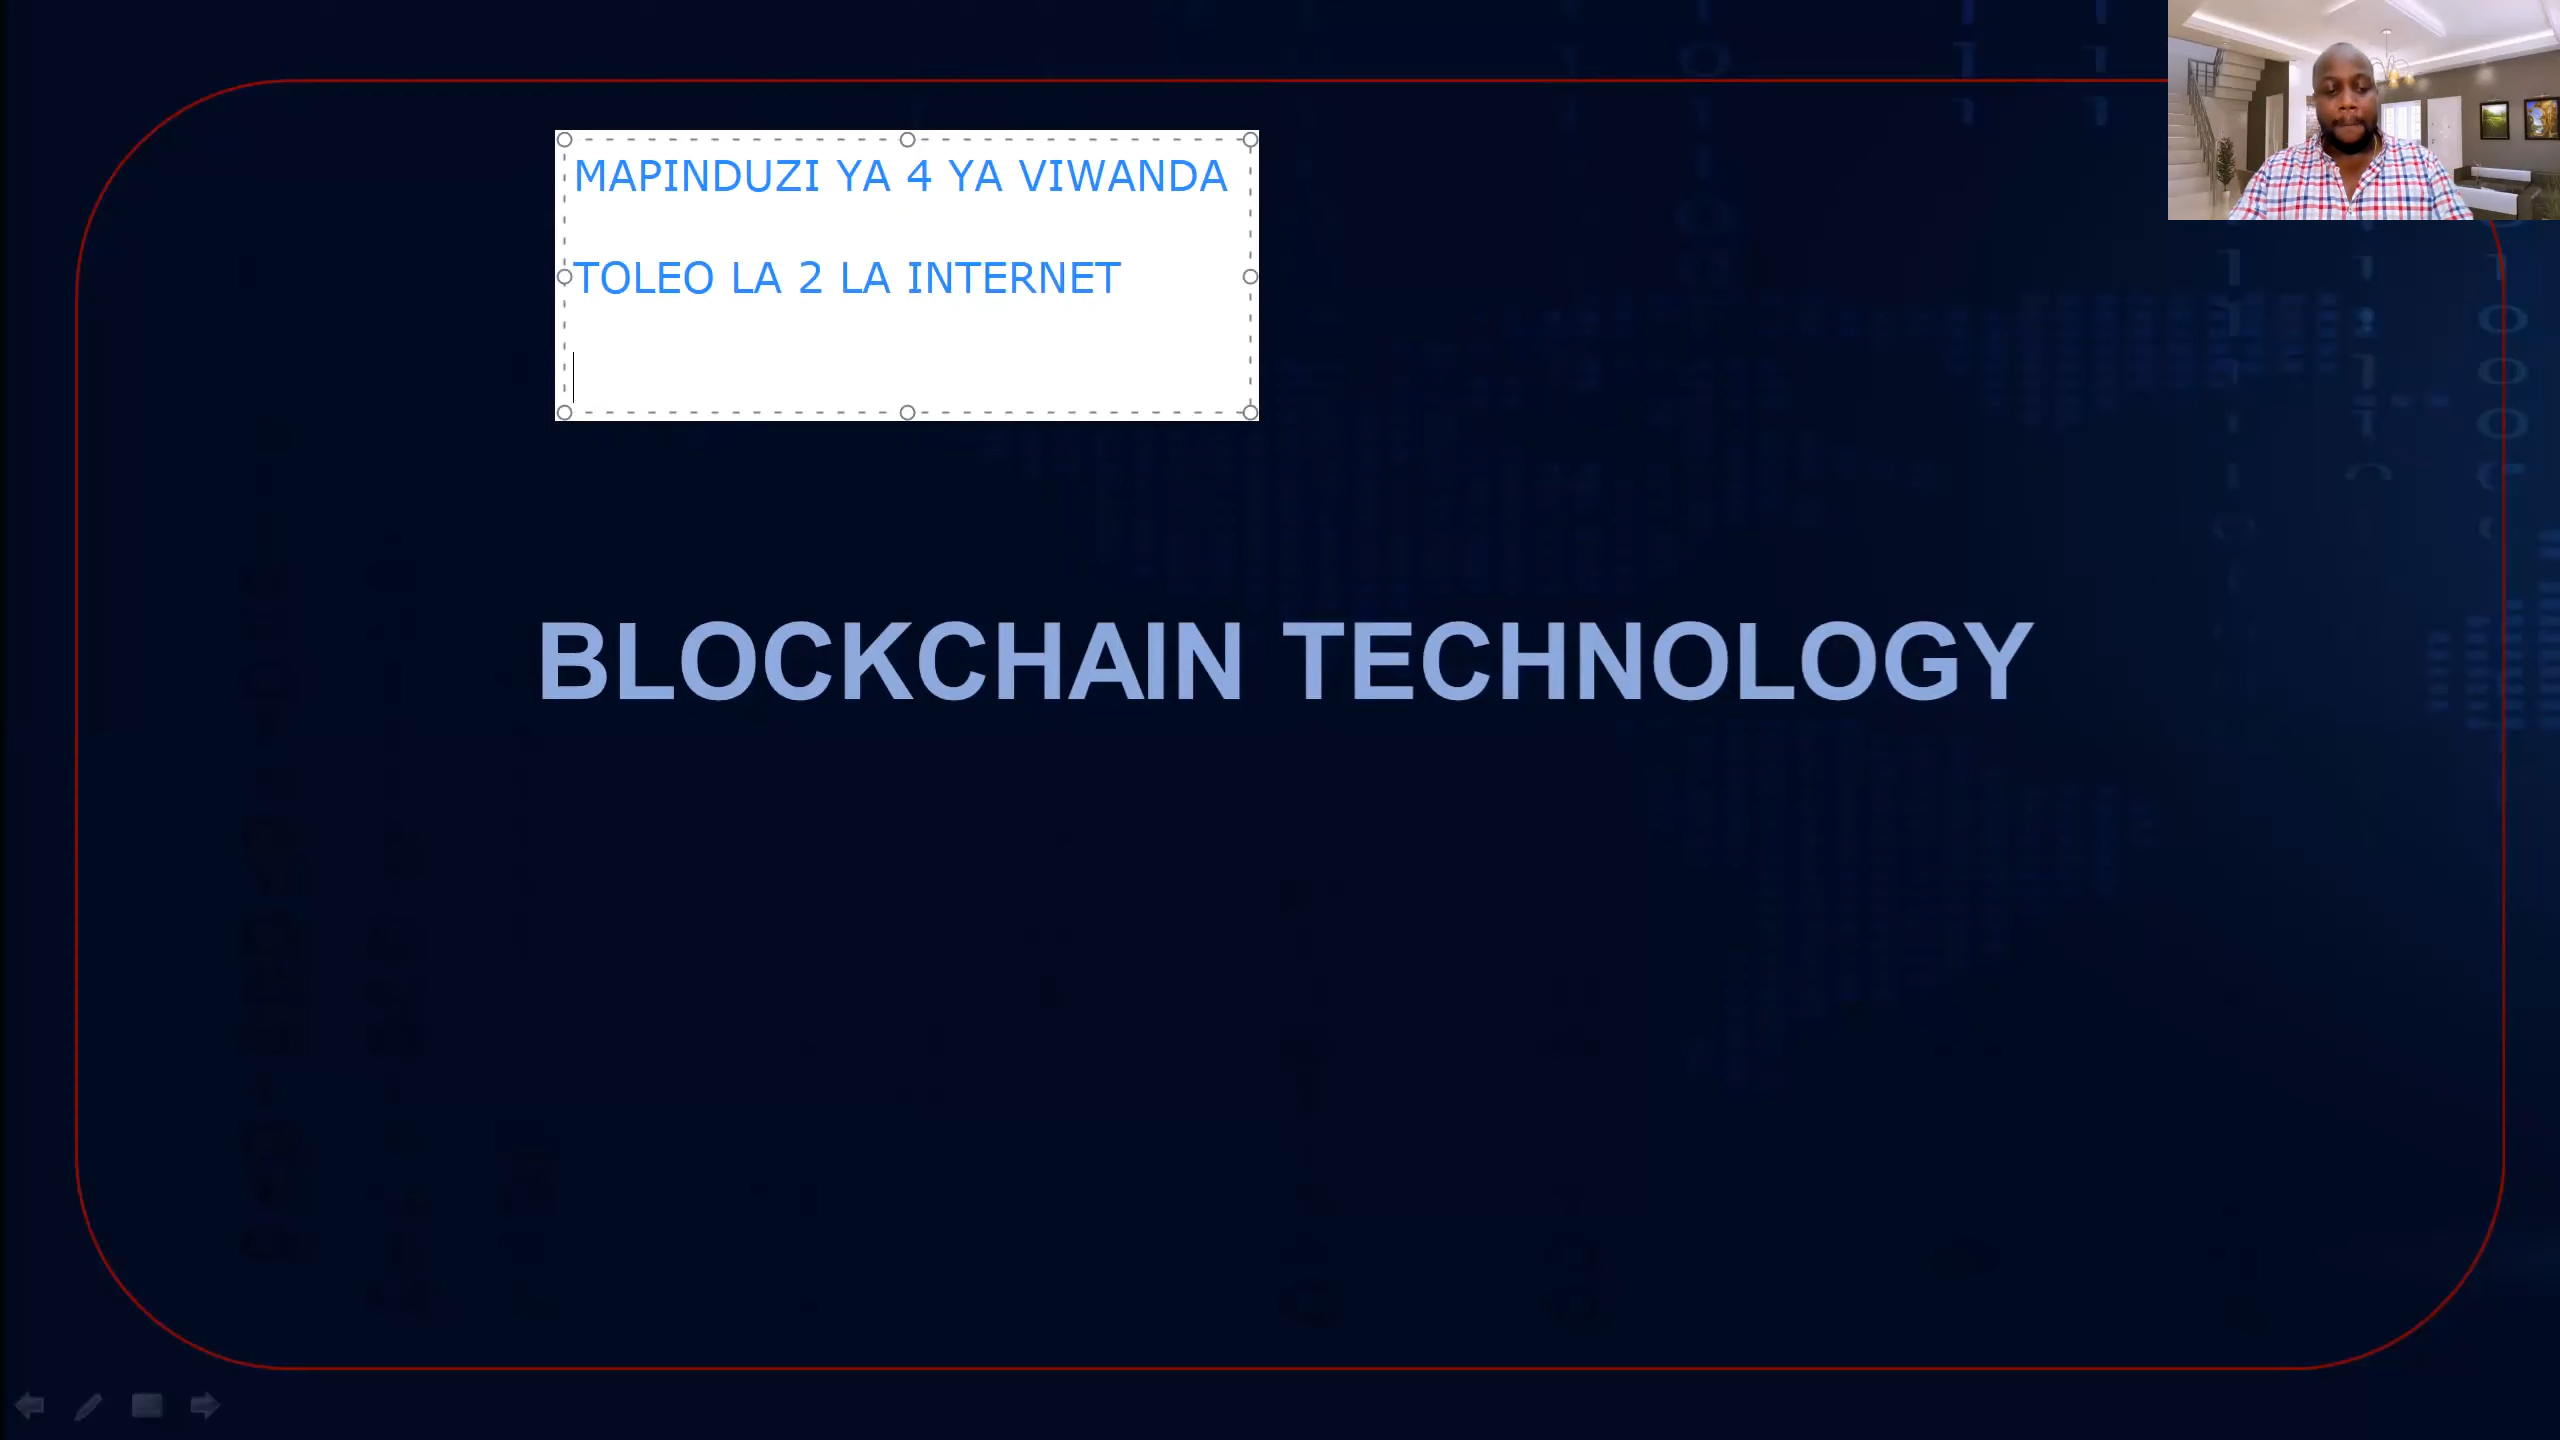 MAPINDUZI YA 4 YA VIWANDA
TOLEO LA 2 LA INTERNET
BLOCKCHAIN TECHNOLOGY